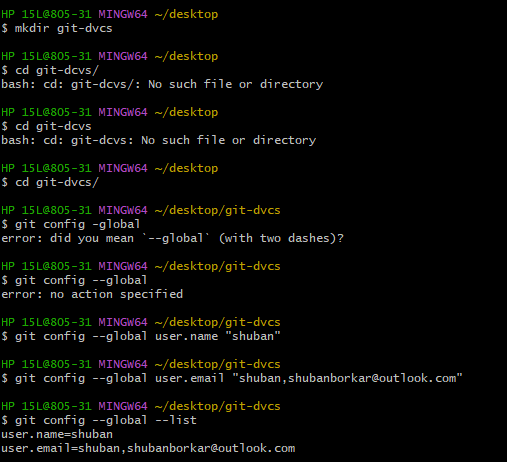 HP 15L@805-31 MINGW64 ~/desktop
$ mkdir git-dvcs
HP 15L@805-31 MINGW64 ~/desktop
$ cd git-dcvs/
bash: cd: git-dcvs/: No such file or directory
HP 15L@805-31 MINGW64 ~/desktop
$ cd git-dcvs
bash: cd: git-dcvs: No such file or directory
HP 15L@805-31 MINGW64 ~/desktop
$ cd git-dvcs/
HP 15L@805-31 MINGW64 ~/desktop/git-dvcs
$ git config -global
error: did you mean `--global` (with two dashes)?
HP 15L@805-31 MINGW64 ~/desktop/git-dvcs
$ git config --global
error: no action specified
HP 15L@805-31 MINGW64 ~/desktop/git-dvcs
$ git config --global user.name "shuban"
HP 15L@805-31 MINGW64 ~/desktop/git-dvcs
$ git config --global user.email "shuban,shubanborkar@outlook.com"
HP 15L@805-31 MINGW64 ~/desktop/git-dvcs
$ git config --global --list
user.name=shuban
user.email=shuban,shubanborkar@outlook.com